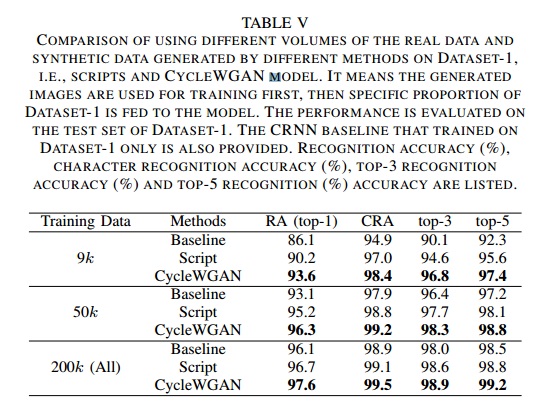 TABLE V
COMPARISON OF USING DIFFERENT VOLUMES OF THE REAL DATA AND
SYNTHETIC DATA GENERATED BY DIFFERENT METHODS ON DATASET-1,
I.E., SCRIPTS AND CYCLEWGAN MODEL. IT MEANS THE GENERATED
IMAGES ARE USED FOR TRAINING FIRST, THEN SPECIFIC PROPORTION OF
DATASET-1 IS FED TO THE MODEL. THE PERFORMANCE IS EVALUATED ON
THE TEST SET OF DATASET-1. THE CRNN BASELINE THAT TRAINED ON
DATASET-1 ONLY IS ALSO PROVIDED. RECOGNITION ACCURACY (%),
CHARACTER RECOGNITION ACCURACY (%), TOP-3 RECOGNITION
ACCURACY (%) AND TOP-5 RECOGNITION (%) ACCURACY ARE LISTED.
Training Data Methods RA (top-1) CRA top-3 top-5
Baseline 86.1 94.9 90.1 92.3
9k Script 90.2 97.0 94.6 95.6
CycleWGAN 93.6 98.4 96.8 97.4
Baseline 93.1 97.9 96.4 97.2
50k Script 95.2 98.8 97.7 98.1
CycleWGAN 96.3 99.2 98.3 98.8
Baseline 96.1 98.9 98.0 98.5
200k (All) Script 96.7 99.1 98.6 98.8
CycleWGAN 97.6 99.5 98.9 99.2